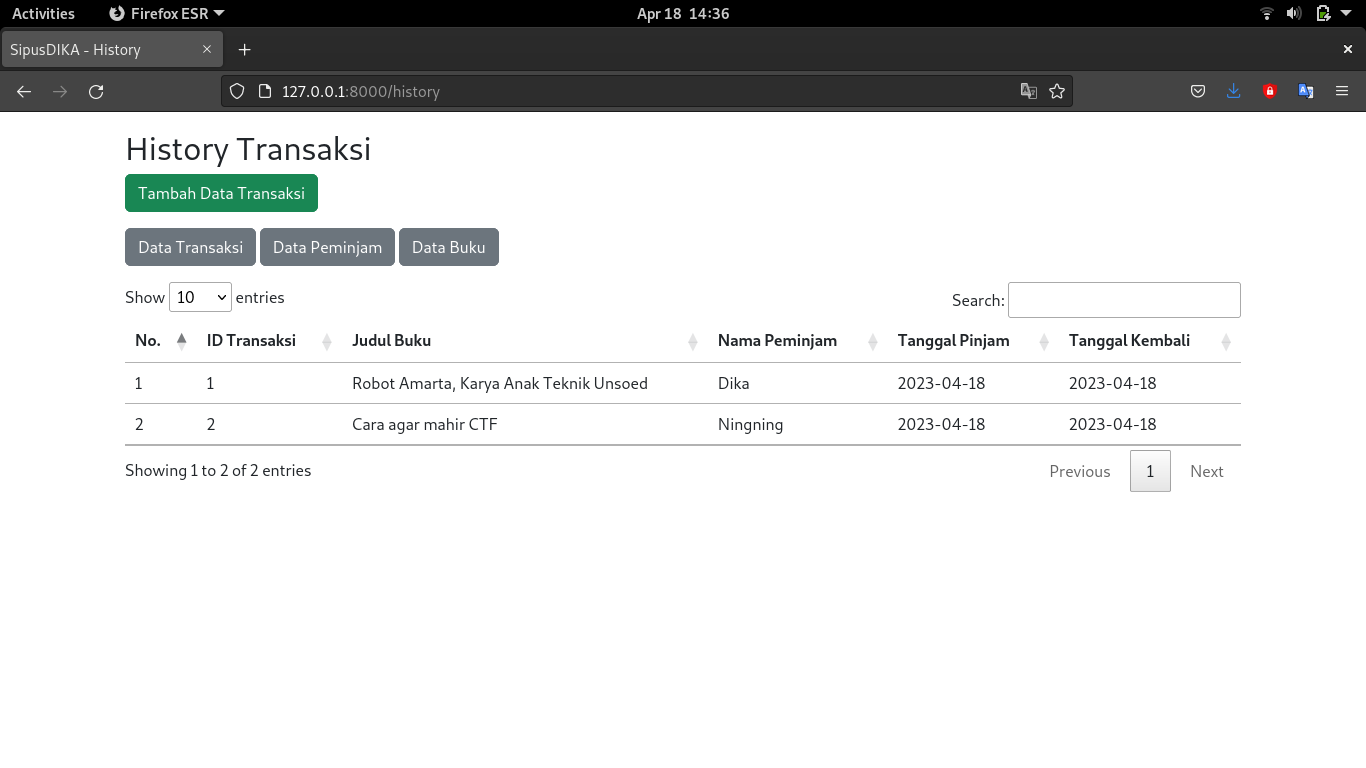 Activities Firefox ESR Apr 18 14:36
SipusDIKA - History
127.0.0.1:8000/history
History Transaksi
Tambah Data Transaksi
Data Transaksi Data Peminjam Data Buku
Show 10 entries Search:
No. ID Transaksi Judul Buku Nama Peminjam Tanggal Pinjam Tanggal Kembali
1 1 Robot Amarta, Karya Anak Teknik Unsoed Dika 2023-04-18 2023-04-18
2 2 Cara agar mahir CTF Ningning 2023-04-18 2023-04-18
Showing 1 to 2 of 2 entries Previous 1 Next